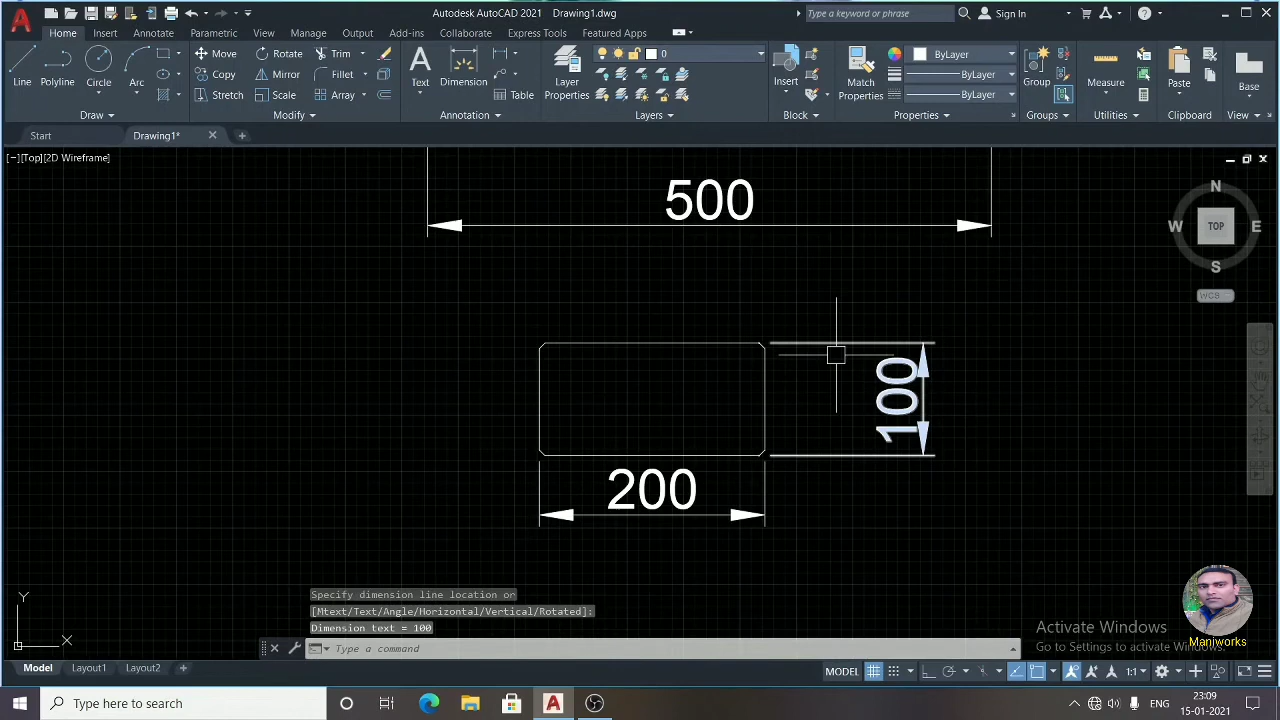 Autodesk AutoCAD 2021 Drawing1.dwg
Type a keyword or phrase
Sign In
Home Insert Annotate Parametric View Manage Output Add-ins Collaborate Express Tools Featured Apps
Line
Polyline
Circle
Arc
Move
Rotate
Trim
Copy
Mirror
Fillet
Stretch
Scale
Array
Text
Dimension
Table
Layer
Properties
0
Insert
Match
Properties
ByLayer
ByLayer
ByLayer
Group
Measure
Paste
Base
Draw
Modify
Annotation
Layers
Block
Properties
Groups
Utilities
Clipboard
View
Start
Drawing1*
[−][Top][2D Wireframe]
N
W
TOP
E
S
WCS
500
100
200
Specify dimension line location or
[Mtext/Text/Angle/Horizontal/Vertical/Rotated]:
Dimension text = 100
Type a command
Y
X
Activate Windows
Go to Settings to activate Windows.
Maniworks
Model
Layout1
Layout2
MODEL
1:1
Type here to search
ENG
23:09
15-01-2021